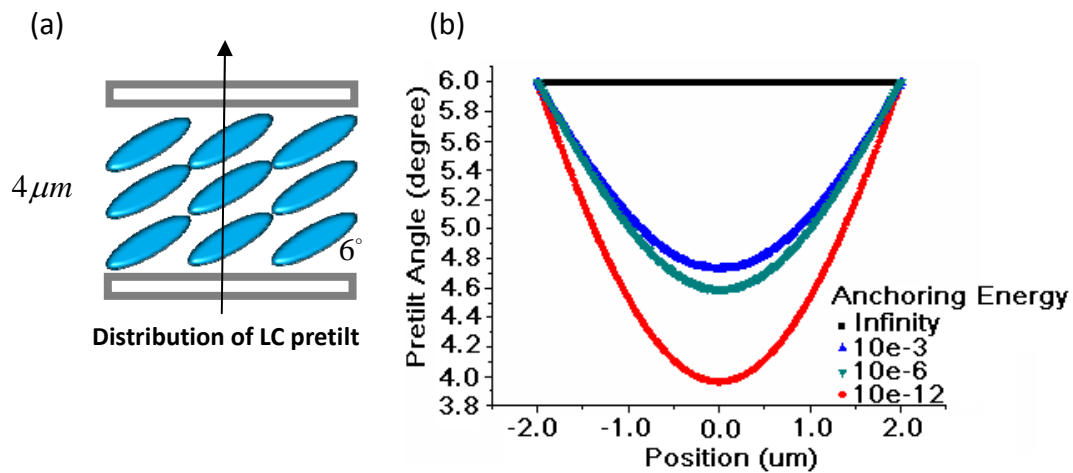 (a)
4 μm
6°
Distribution of LC pretilt
(b)
Pretilt Angle (degree)
6.0
5.8
5.6
5.4
5.2
5.0
4.8
4.6
4.4
4.2
4.0
3.8
Anchoring Energy
Infinity
10e-3
10e-6
10e-12
-2.0 -1.0 0.0 1.0 2.0
Position (um)